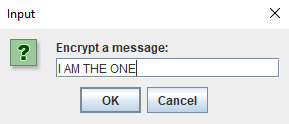 Input
Encrypt a message:
I AM THE ONE
OK Cancel